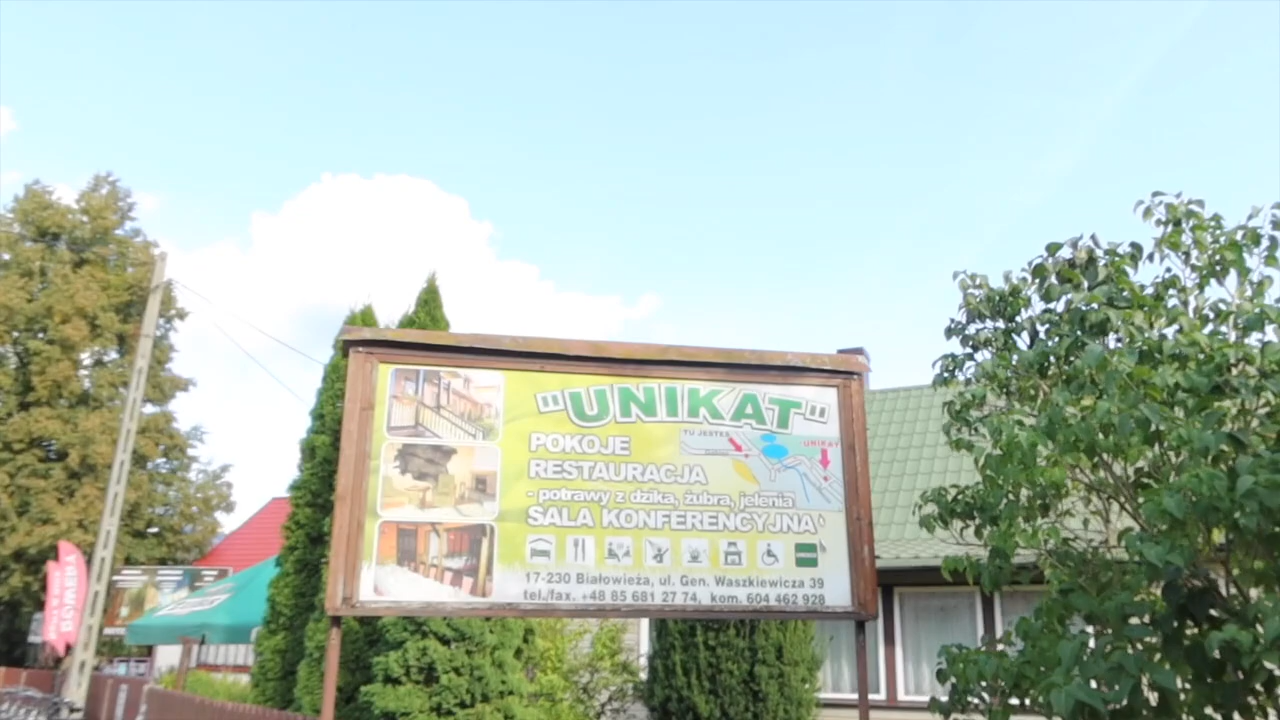 "UNIKAT"
POKOJE
RESTAURACJA
- potrawy z dzika, żubra, jelenia
SALA KONFERENCYJNA
TU JESTEŚ
UNIKAT
17-230 Białowieża, ul. Gen. Waszkiewicza 39
tel./fax. +48 85 681 27 74, kom. 604 462 928